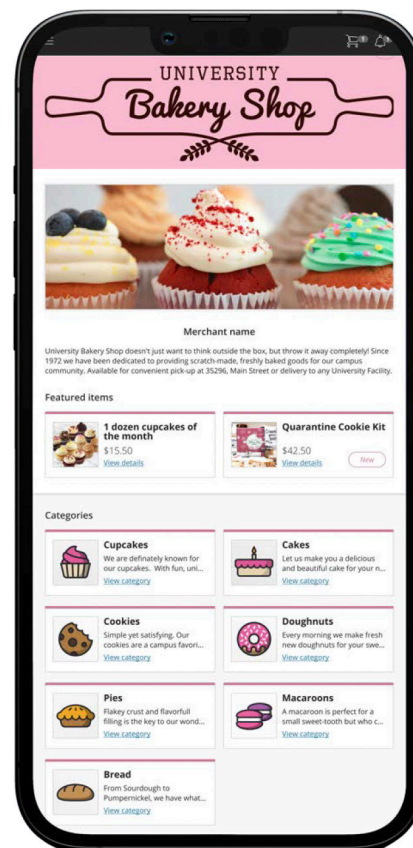 UNIVERSITY
Bakery Shop
Merchant name
University Bakery Shop doesn't just want to think outside the box, but throw it away completely! Since
1972 we have been dedicated to providing scratch-made, freshly baked goods for our campus
community. Available for convenient pick-up at 35296, Main Street or delivery to any University Facility.
Featured items
1 dozen cupcakes of
the month
$15.50
View details
Quarantine Cookie Kit
$42.50
View details
New
Categories
Cupcakes
We are definately known for
our cupcakes. With fun, uni...
View category
Cakes
Let us make you a delicious
and beautiful cake for your n...
View category
Cookies
Simple yet satisfying. Our
cookies are a campus favori...
View category
Doughnuts
Every morning we make fresh
new doughnuts for your swe...
View category
Pies
Flakey crust and flavorfull
filling is the key to our wond...
View category
Macaroons
A macaroon is perfect for a
small sweet-tooth but who c...
View category
Bread
From Sourdough to
Pumpernickel, we have what...
View category